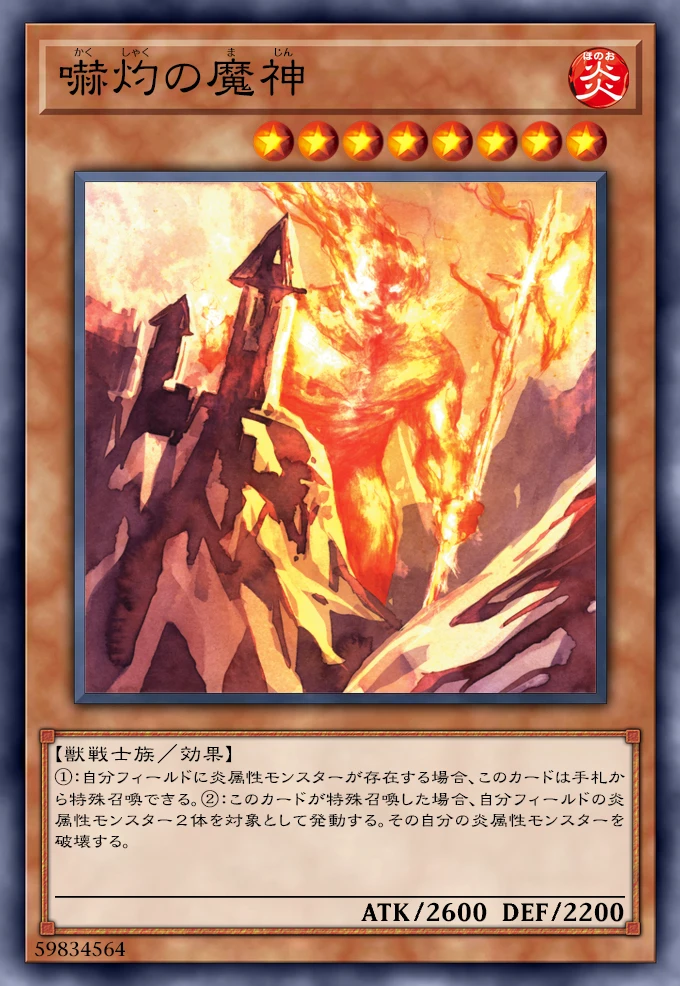 かく しゃく ま じん
嚇灼の魔神
ほのお
炎
【獣戦士族／効果】
①：自分フィールドに炎属性モンスターが存在する場合、このカードは手札か
ら特殊召喚できる。②：このカードが特殊召喚した場合、自分フィールドの炎
属性モンスター２体を対象として発動する。その自分の炎属性モンスターを
破壊する。
ATK/2600 DEF/2200
59834564